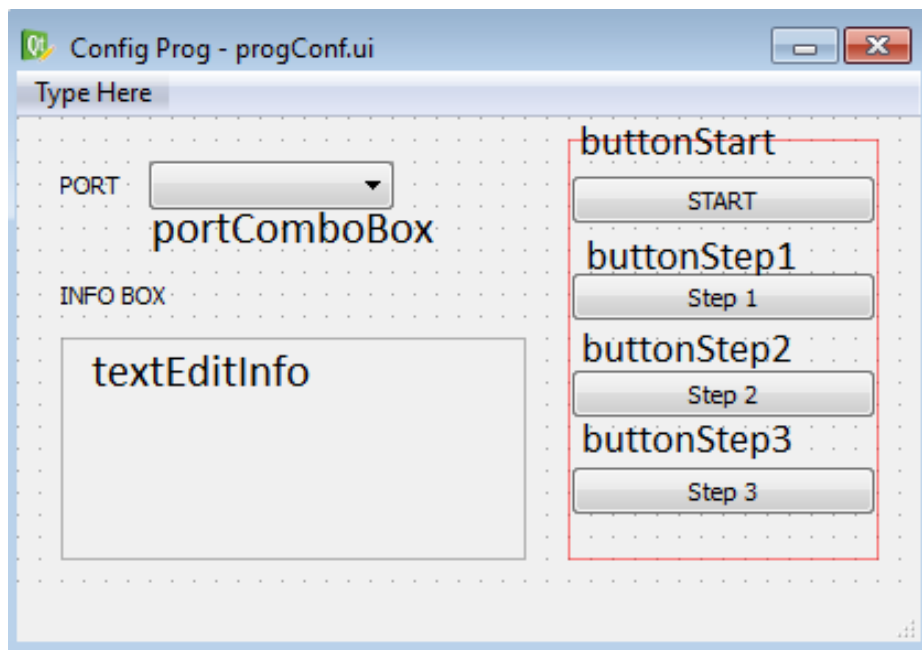 Config Prog - progConf.ui
Type Here
PORT
portComboBox
INFO BOX
textEditInfo
buttonStart
START
buttonStep1
Step 1
buttonStep2
Step 2
buttonStep3
Step 3